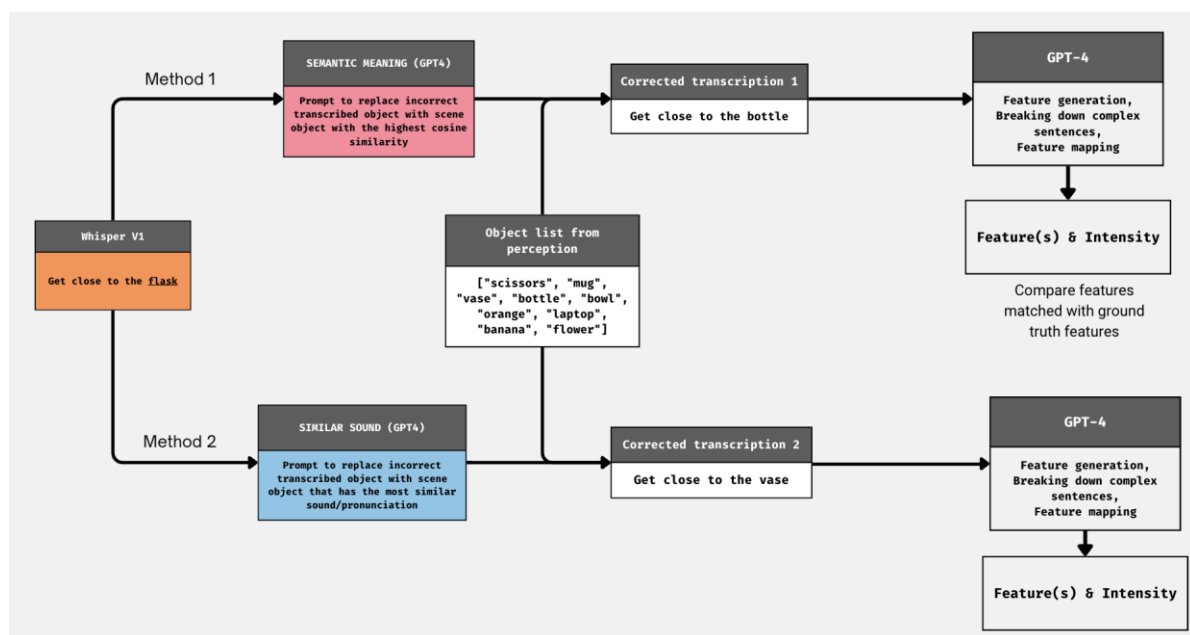 Method 1
SEMANTIC MEANING (GPT4)
Prompt to replace incorrect
transcribed object with scene
object with the highest cosine
similarity
Corrected transcription 1
Get close to the bottle
GPT-4
Feature generation,
Breaking down complex
sentences,
Feature mapping
Whisper V1
Get close to the flask
Object list from
perception
["scissors", "mug",
"vase", "bottle", "bowl",
"orange", "laptop",
"banana", "flower"]
Feature(s) & Intensity
Compare features
matched with ground
truth features
Method 2
SIMILAR SOUND (GPT4)
Prompt to replace incorrect
transcribed object with scene
object that has the most similar
sound/pronunciation
Corrected transcription 2
Get close to the vase
GPT-4
Feature generation,
Breaking down complex
sentences,
Feature mapping
Feature(s) & Intensity